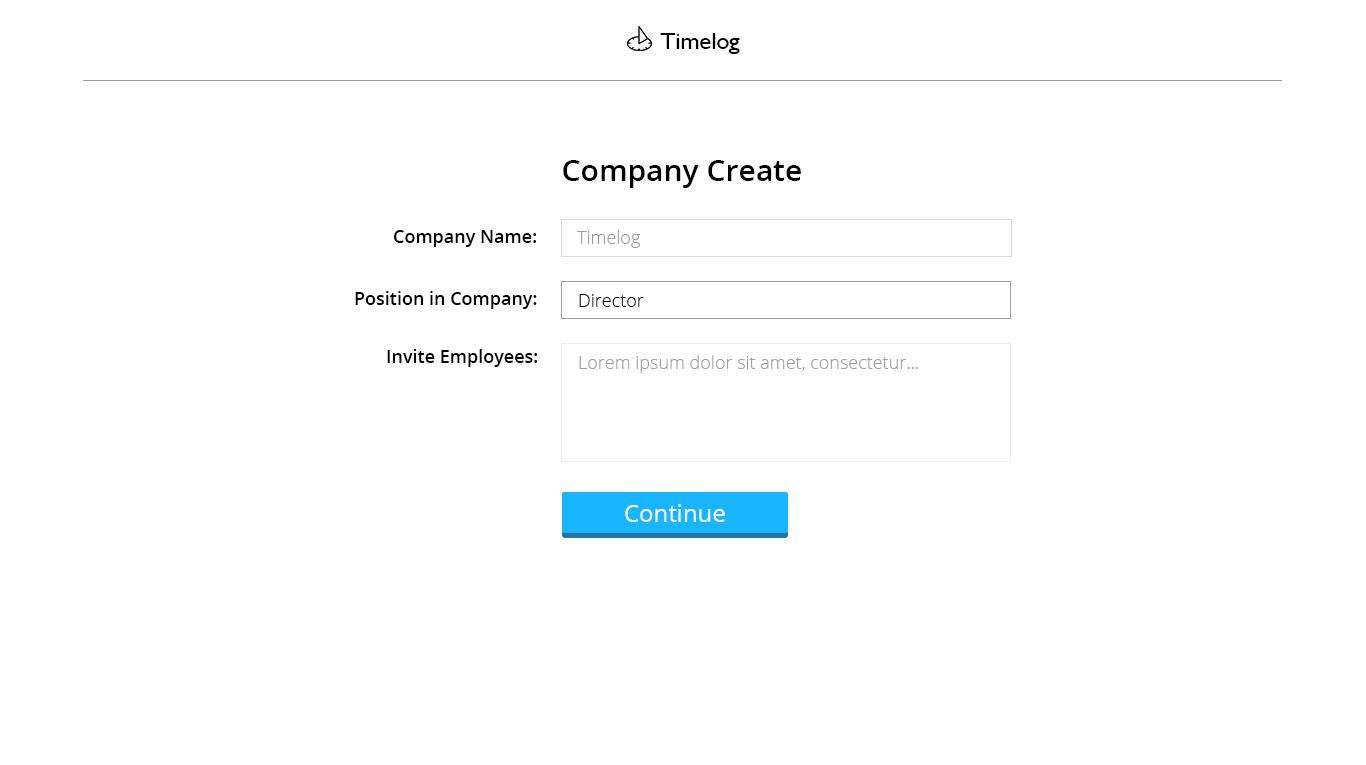 Timelog
Company Create
Company Name:
Timelog
Position in Company:
Director
Invite Employees:
Lorem ipsum dolor sit amet, consectetur...
Continue